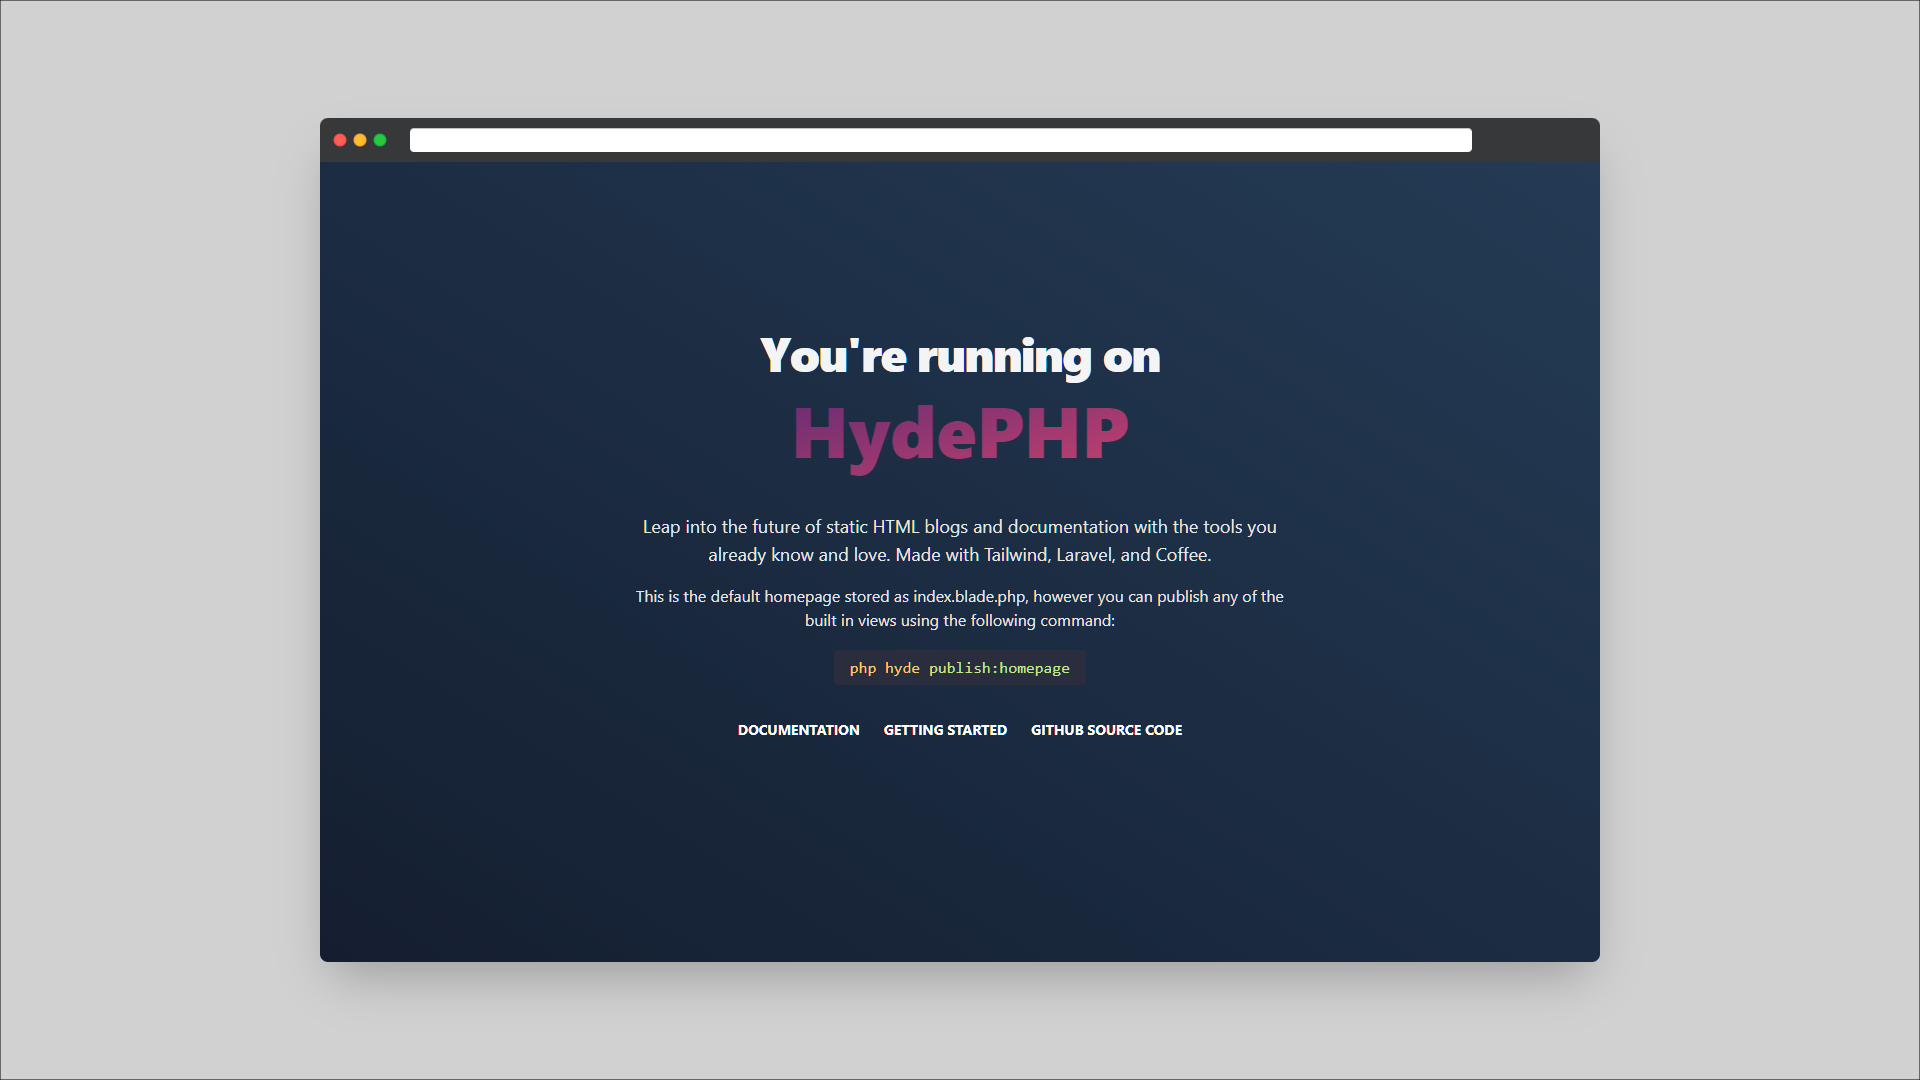 You're running on
HydePHP
Leap into the future of static HTML blogs and documentation with the tools you
already know and love. Made with Tailwind, Laravel, and Coffee.
This is the default homepage stored as index.blade.php, however you can publish any of the
built in views using the following command:
php hyde publish:homepage
DOCUMENTATION GETTING STARTED GITHUB SOURCE CODE